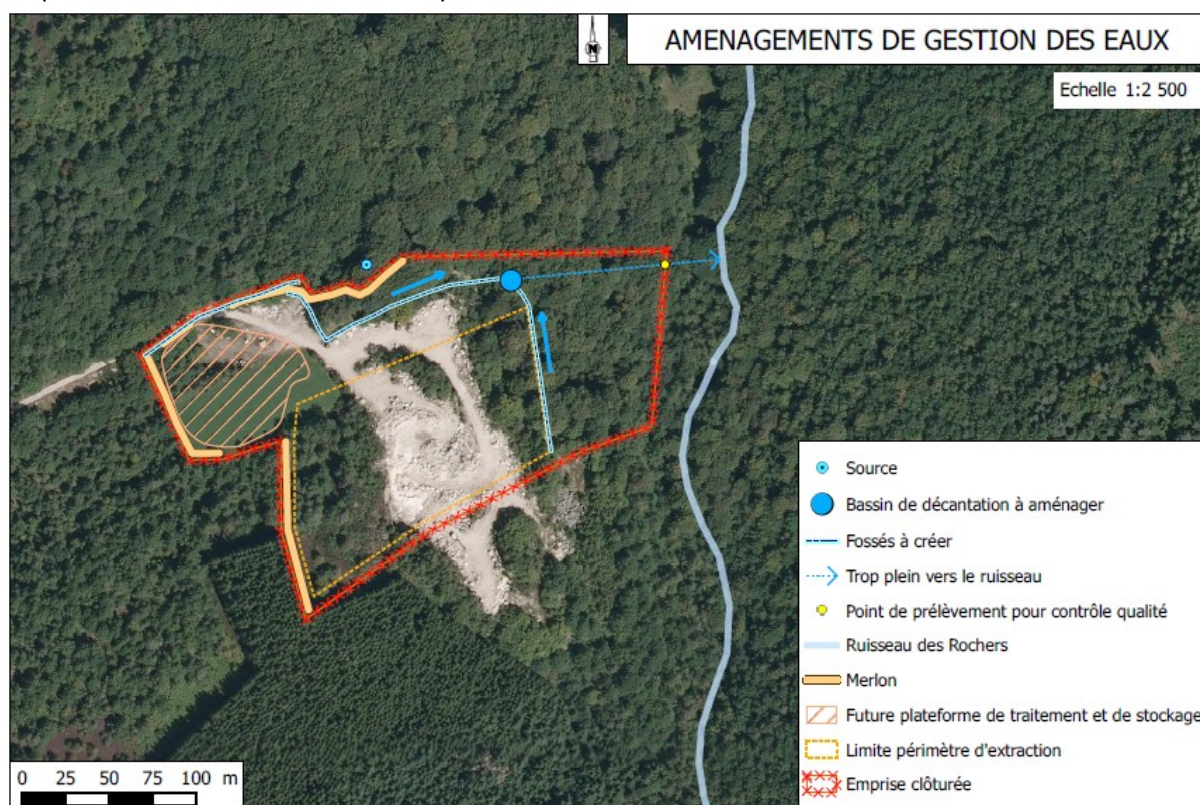 N
AMENAGEMENTS DE GESTION DES EAUX
Echelle 1:2 500
Source
Bassin de décantation à aménager
Fossés à créer
Trop plein vers le ruisseau
Point de prélèvement pour contrôle qualité
Ruisseau des Rochers
Merlon
Future plateforme de traitement et de stockage
Limite périmètre d'extraction
Emprise clôturée
0 25 50 75 100 m